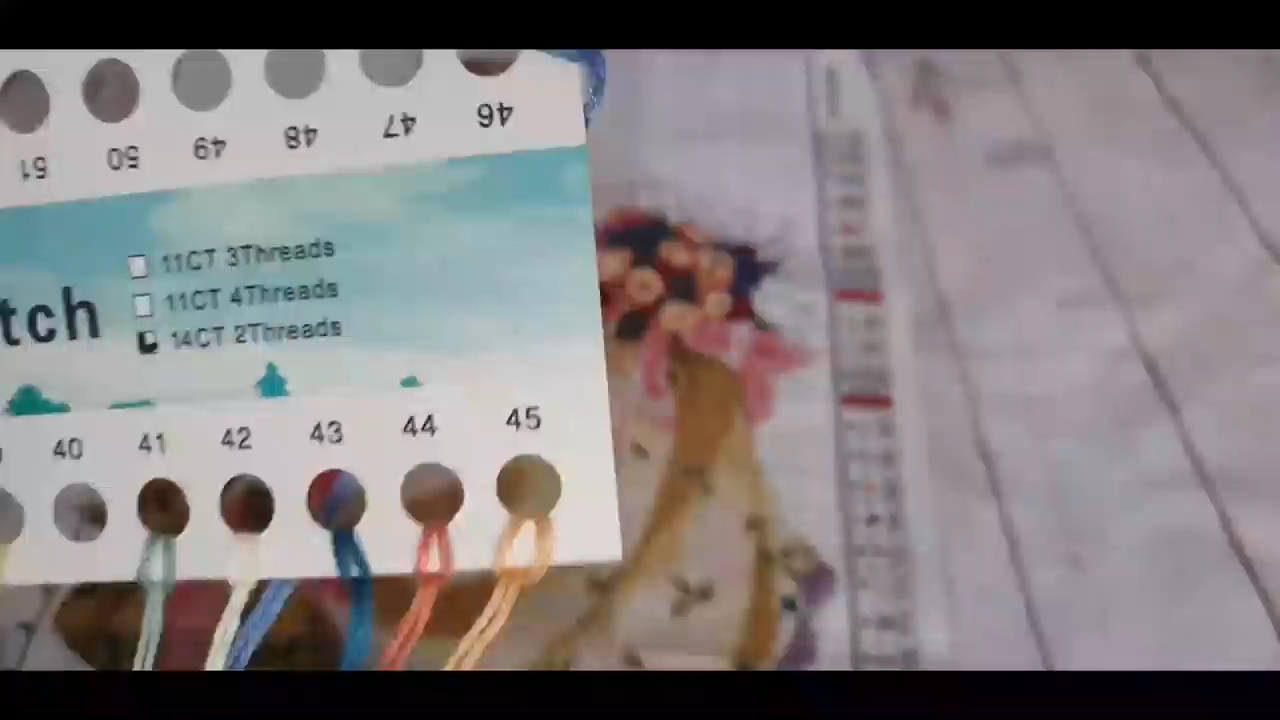 51 50 49 48 47 46
11CT 3Threads
11CT 4Threads
tch
14CT 2Threads
40 41 42 43 44 45